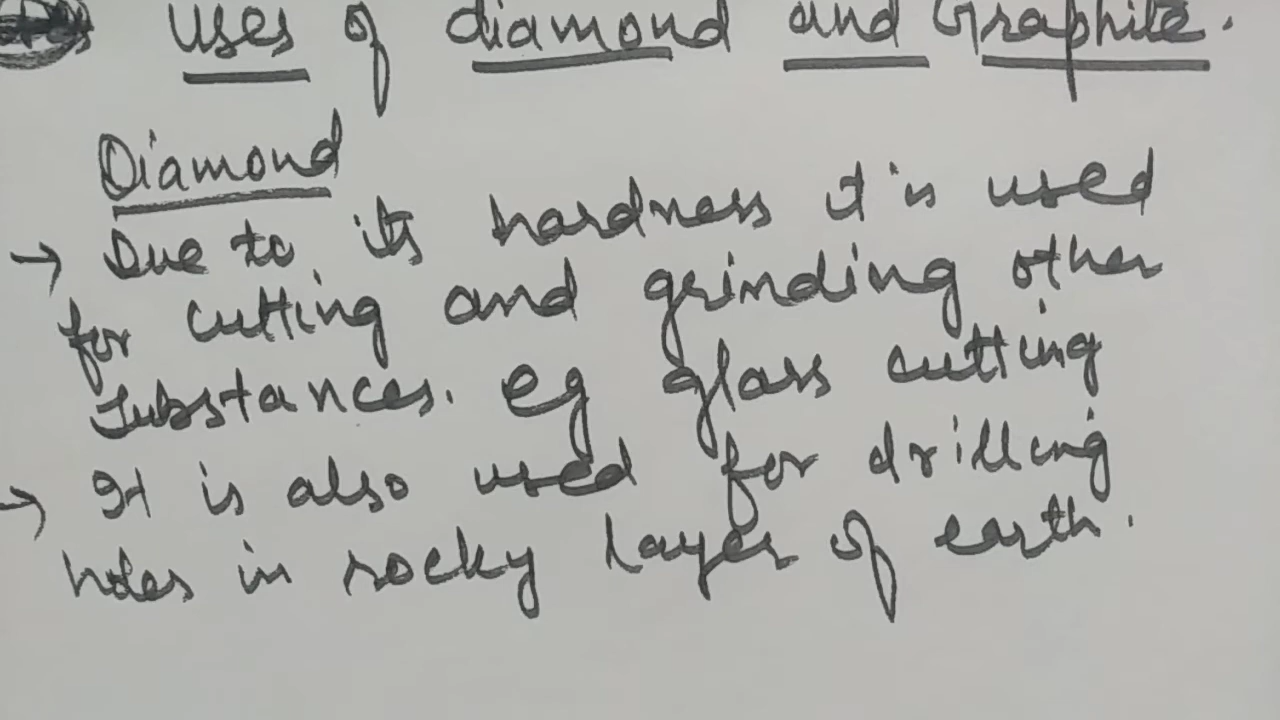 Uses of diamond and Graphite.
Diamond
→ Due to its hardness it is used
for cutting and grinding other
substances. eg glass cutting
→ It is also used for drilling
holes in rocky layer of earth.